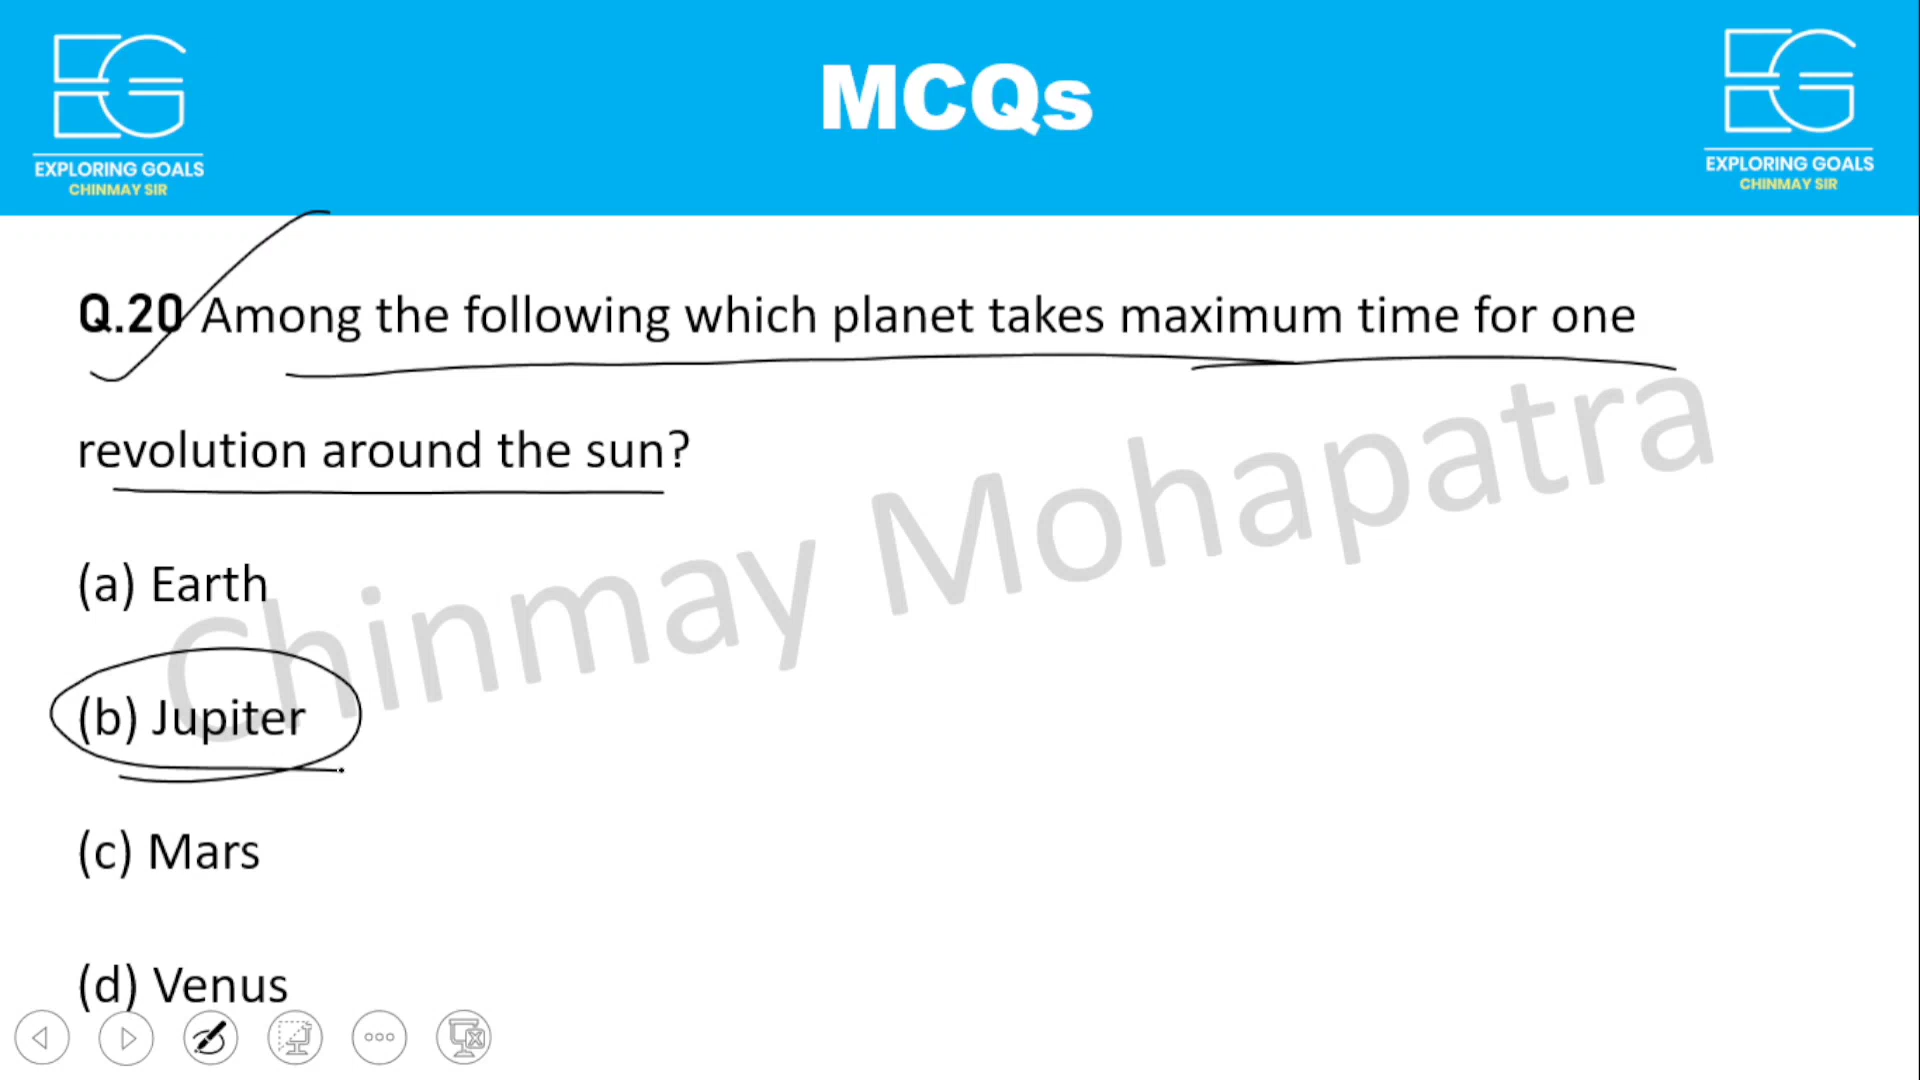 EXPLORING GOALS
CHINMAY SIR
MCQs
EXPLORING GOALS
CHINMAY SIR
Q.20 Among the following which planet takes maximum time for one
revolution around the sun?
(a) Earth
(b) Jupiter
(c) Mars
(d) Venus
Chinmay Mohapatra